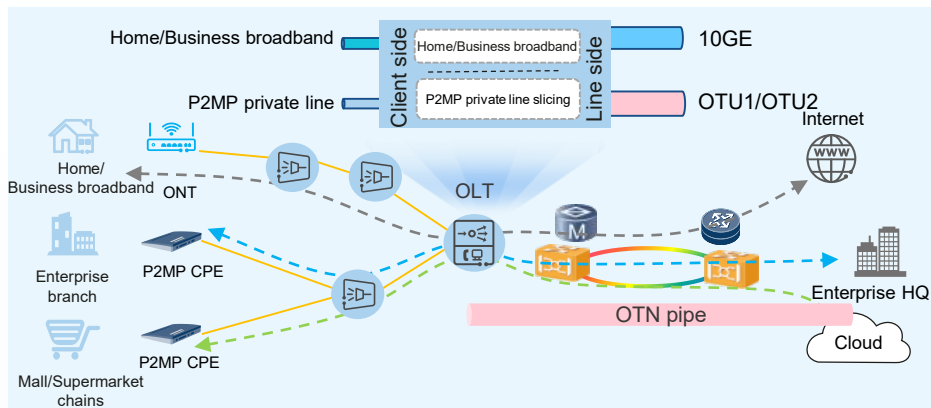 Home/Business broadband
P2MP private line
Client side
Home/Business broadband
P2MP private line slicing
Line side
10GE
OTU1/OTU2
Internet
WWW
Home/
Business broadband
ONT
OLT
M
Enterprise
branch
P2MP CPE
Enterprise HQ
OTN pipe
Cloud
P2MP CPE
Mall/Supermarket
chains